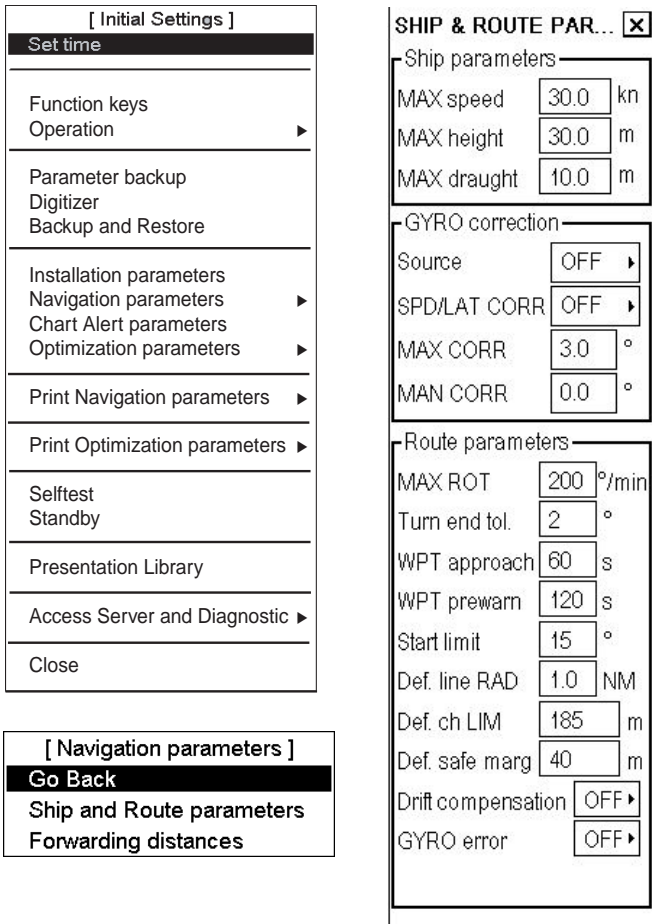 [ Initial Settings ]
Set time
Function keys
Operation ▶
Parameter backup
Digitizer
Backup and Restore
Installation parameters
Navigation parameters ▶
Chart Alert parameters
Optimization parameters ▶
Print Navigation parameters ▶
Print Optimization parameters ▶
Selftest
Standby
Presentation Library
Access Server and Diagnostic ▶
Close
[ Navigation parameters ]
Go Back
Ship and Route parameters
Forwarding distances
SHIP & ROUTE PAR... X
Ship parameters
MAX speed 30.0 kn
MAX height 30.0 m
MAX draught 10.0 m
GYRO correction
Source OFF ▶
SPD/LAT CORR OFF ▶
MAX CORR 3.0 °
MAN CORR 0.0 °
Route parameters
MAX ROT 200 °/min
Turn end tol. 2 °
WPT approach 60 s
WPT prewarn 120 s
Start limit 15 °
Def. line RAD 1.0 NM
Def. ch LIM 185 m
Def. safe marg 40 m
Drift compensation OFF ▶
GYRO error OFF ▶